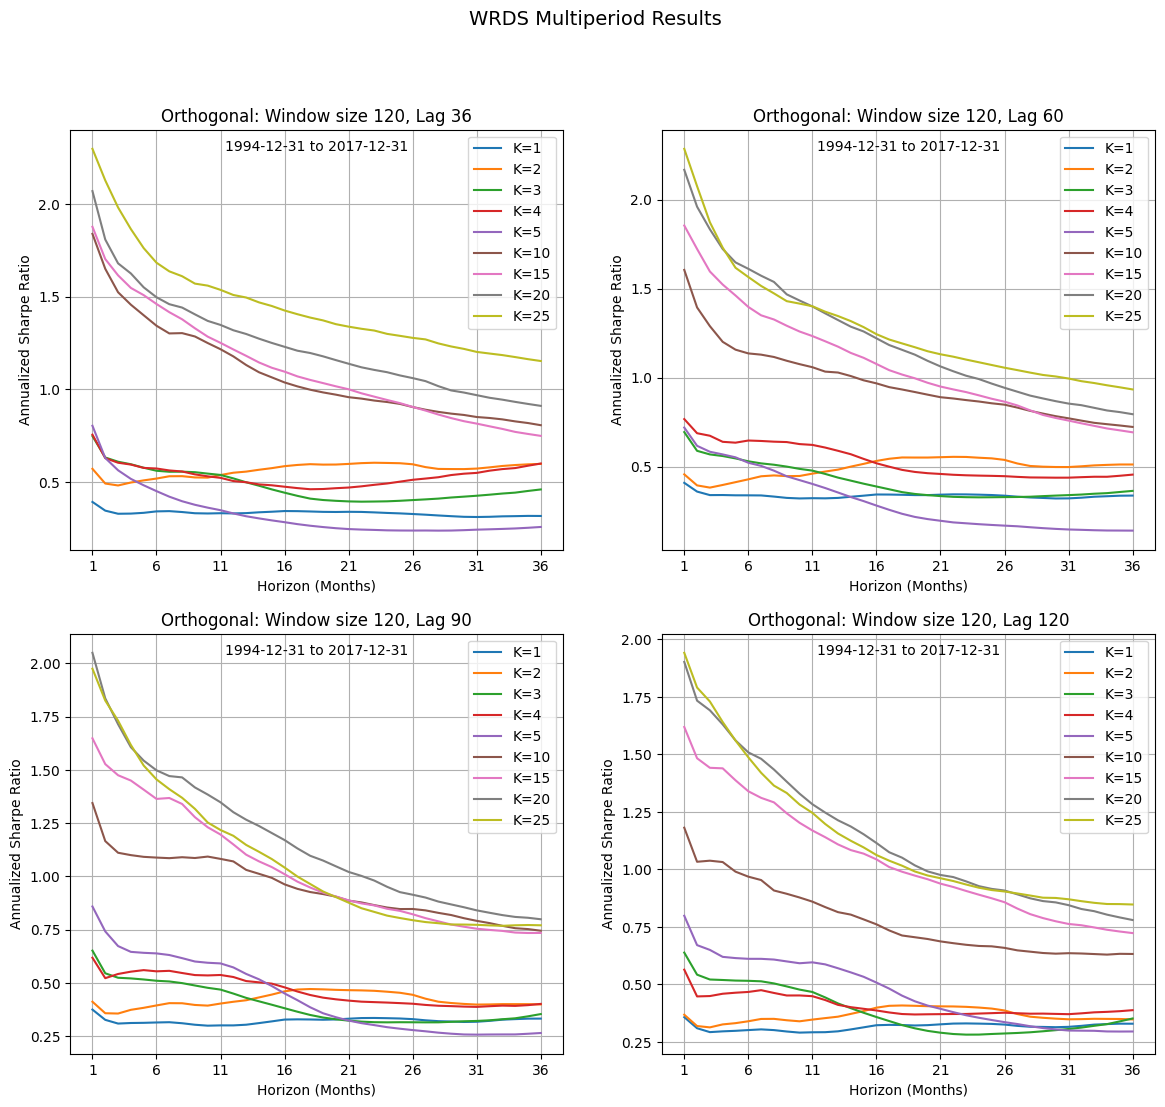 WRDS Multiperiod Results
Orthogonal: Window size 120, Lag 36
1994-12-31 to 2017-12-31
K=1
K=2
K=3
K=4
K=5
K=10
K=15
K=20
K=25
2.0
1.5
1.0
0.5
Annualized Sharpe Ratio
1 6 11 16 21 26 31 36
Horizon (Months)
Orthogonal: Window size 120, Lag 60
1994-12-31 to 2017-12-31
K=1
K=2
K=3
K=4
K=5
K=10
K=15
K=20
K=25
2.0
1.5
1.0
0.5
Annualized Sharpe Ratio
1 6 11 16 21 26 31 36
Horizon (Months)
Orthogonal: Window size 120, Lag 90
1994-12-31 to 2017-12-31
K=1
K=2
K=3
K=4
K=5
K=10
K=15
K=20
K=25
2.00
1.75
1.50
1.25
1.00
0.75
0.50
0.25
Annualized Sharpe Ratio
1 6 11 16 21 26 31 36
Horizon (Months)
Orthogonal: Window size 120, Lag 120
1994-12-31 to 2017-12-31
K=1
K=2
K=3
K=4
K=5
K=10
K=15
K=20
K=25
2.00
1.75
1.50
1.25
1.00
0.75
0.50
0.25
Annualized Sharpe Ratio
1 6 11 16 21 26 31 36
Horizon (Months)